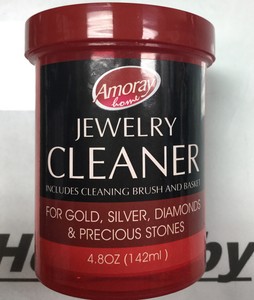 Amoray
home
JEWELRY
CLEANER
INCLUDES CLEANING BRUSH AND BASKET
FOR GOLD, SILVER, DIAMONDS
& PRECIOUS STONES
4.8OZ (142ml)